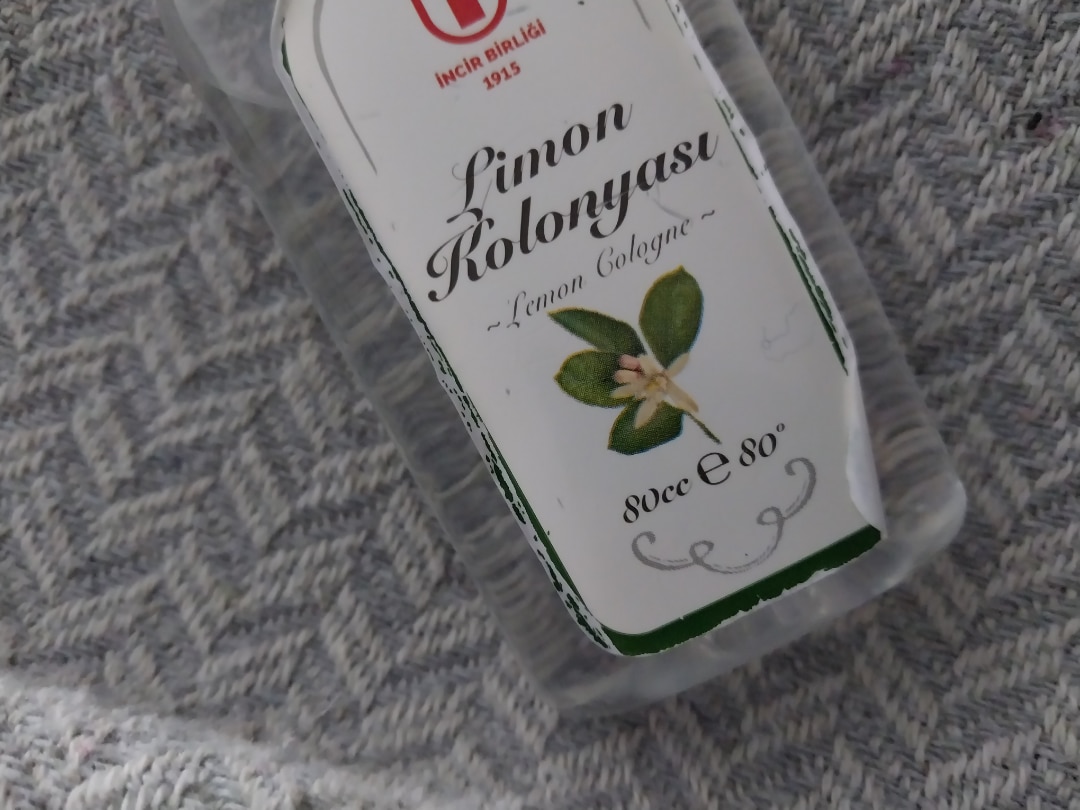 İNCİR BİRLİĞİ
1915
Limon
Kolonyası
~Lemon Cologne~
80cc ℮ 80°